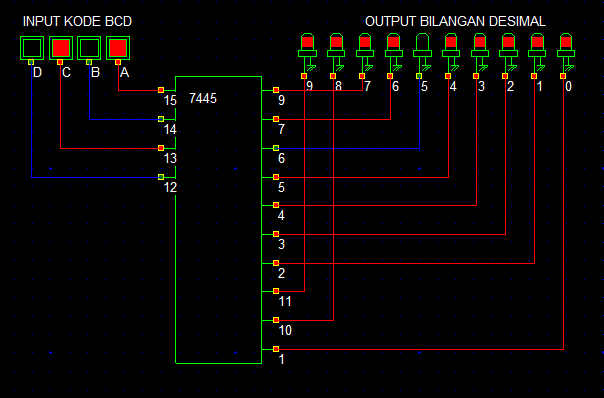 INPUT KODE BCD
OUTPUT BILANGAN DESIMAL
D C B A
9 8 7 6 5 4 3 2 1 0
7445
15 9
14 7
13 6
12 5
4
3
2
11
10
1